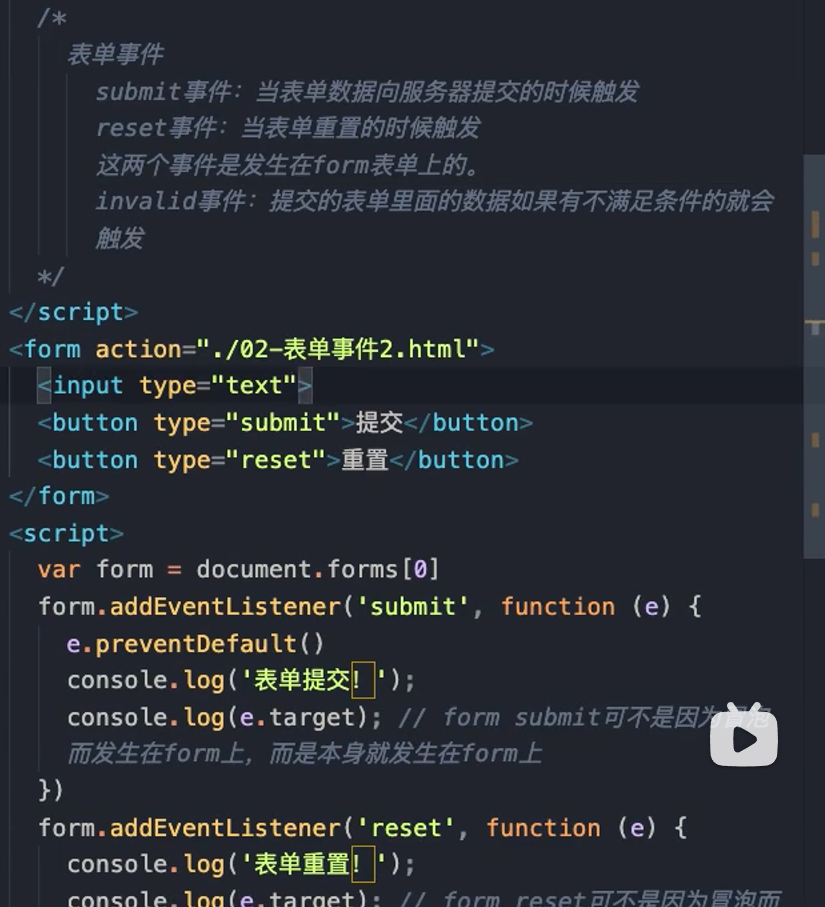 /*
表单事件
submit事件：当表单数据向服务器提交的时候触发
reset事件：当表单重置的时候触发
这两个事件是发生在form表单上的。
invalid事件：提交的表单里面的数据如果有不满足条件的就会
触发
*/
</script>
<form action="./02-表单事件2.html">
<input type="text">
<button type="submit">提交</button>
<button type="reset">重置</button>
</form>
<script>
var form = document.forms[0]
form.addEventListener('submit', function (e) {
e.preventDefault()
console.log('表单提交！');
console.log(e.target); // form submit可不是因为冒泡
而发生在form上，而是本身就发生在form上
})
form.addEventListener('reset', function (e) {
console.log('表单重置！');
console.log(e.target); // form reset可不是因为冒泡而